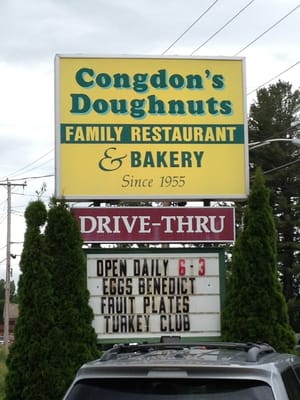 Congdon's
Doughnuts
FAMILY RESTAURANT
& BAKERY
Since 1955
DRIVE-THRU
OPEN DAILY 6-3
EGGS BENEDICT
FRUIT PLATES
TURKEY CLUB